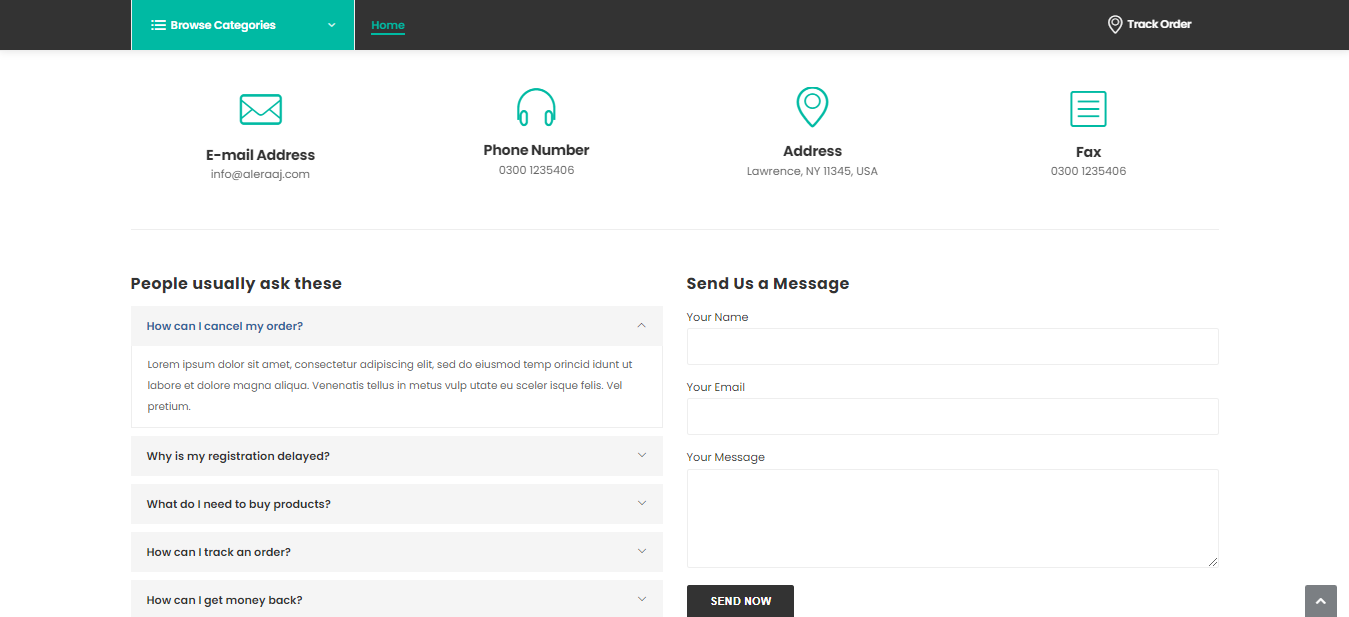 Browse Categories
Home
Track Order
E-mail Address
info@aleraaj.com
Phone Number
0300 1235406
Address
Lawrence, NY 11345, USA
Fax
0300 1235406
People usually ask these
How can I cancel my order?
Lorem ipsum dolor sit amet, consectetur adipiscing elit, sed do eiusmod temp orincid idunt ut
labore et dolore magna aliqua. Venenatis tellus in metus vulp utate eu sceler isque felis. Vel
pretium.
Why is my registration delayed?
What do I need to buy products?
How can I track an order?
How can I get money back?
Send Us a Message
Your Name
Your Email
Your Message
SEND NOW